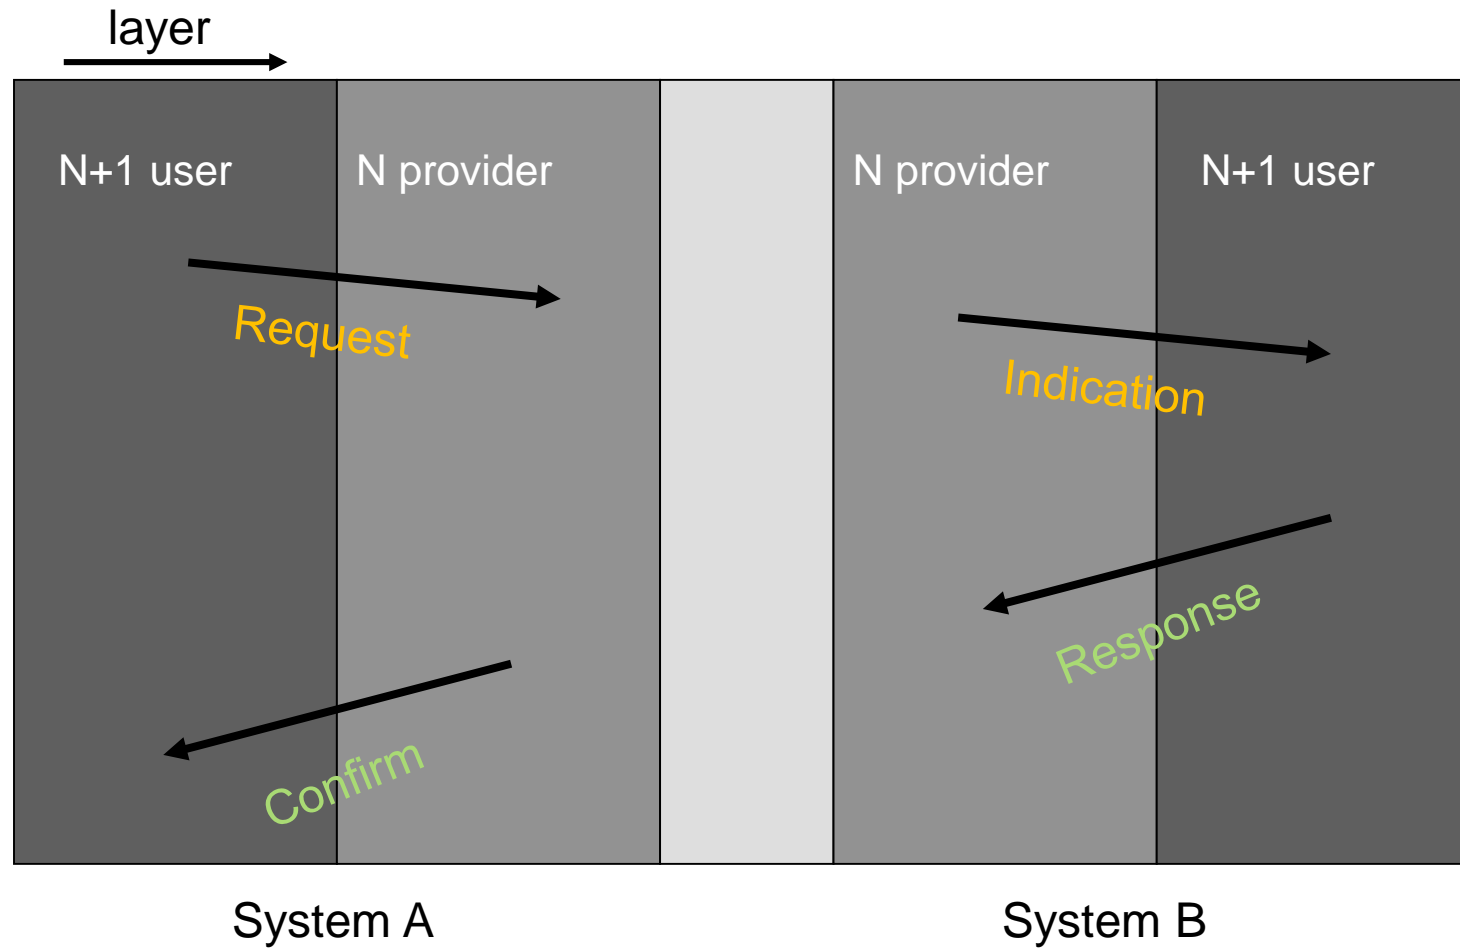 layer
N+1 user
N provider
N provider
N+1 user
Request
Indication
Response
Confirm
System A
System B